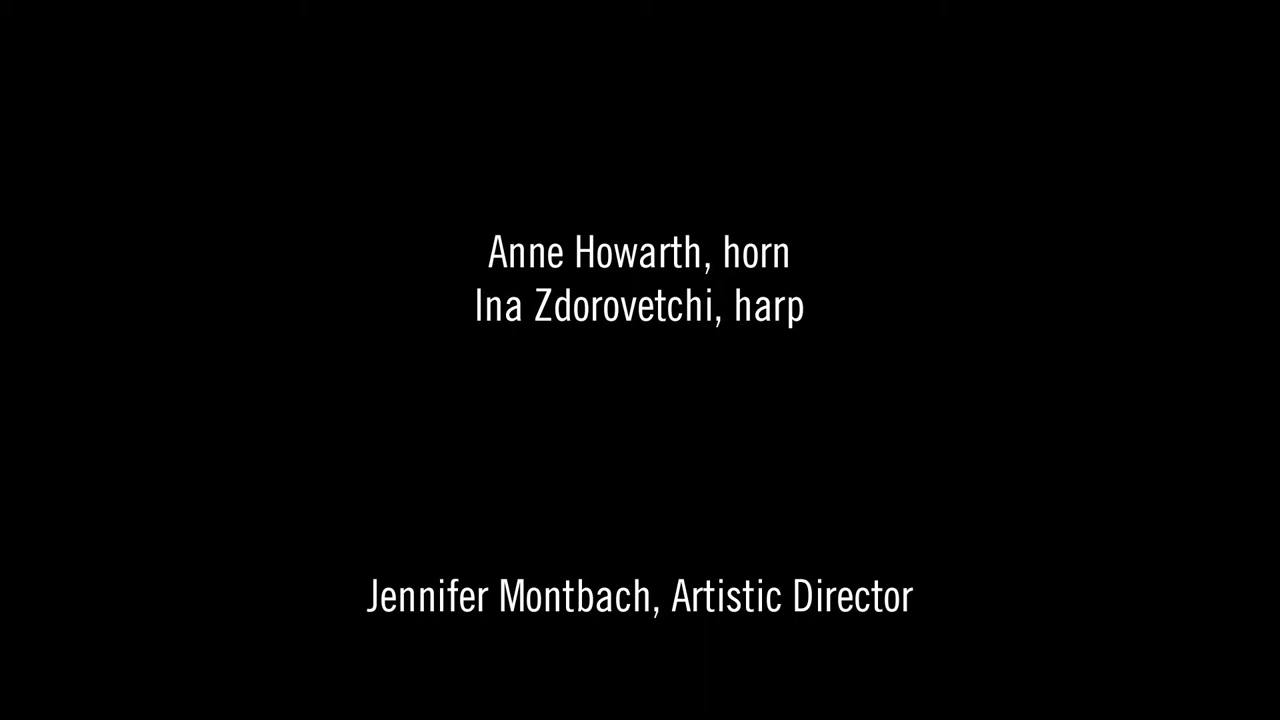 Anne Howarth, horn
Ina Zdorovetchi, harp
Jennifer Montbach, Artistic Director